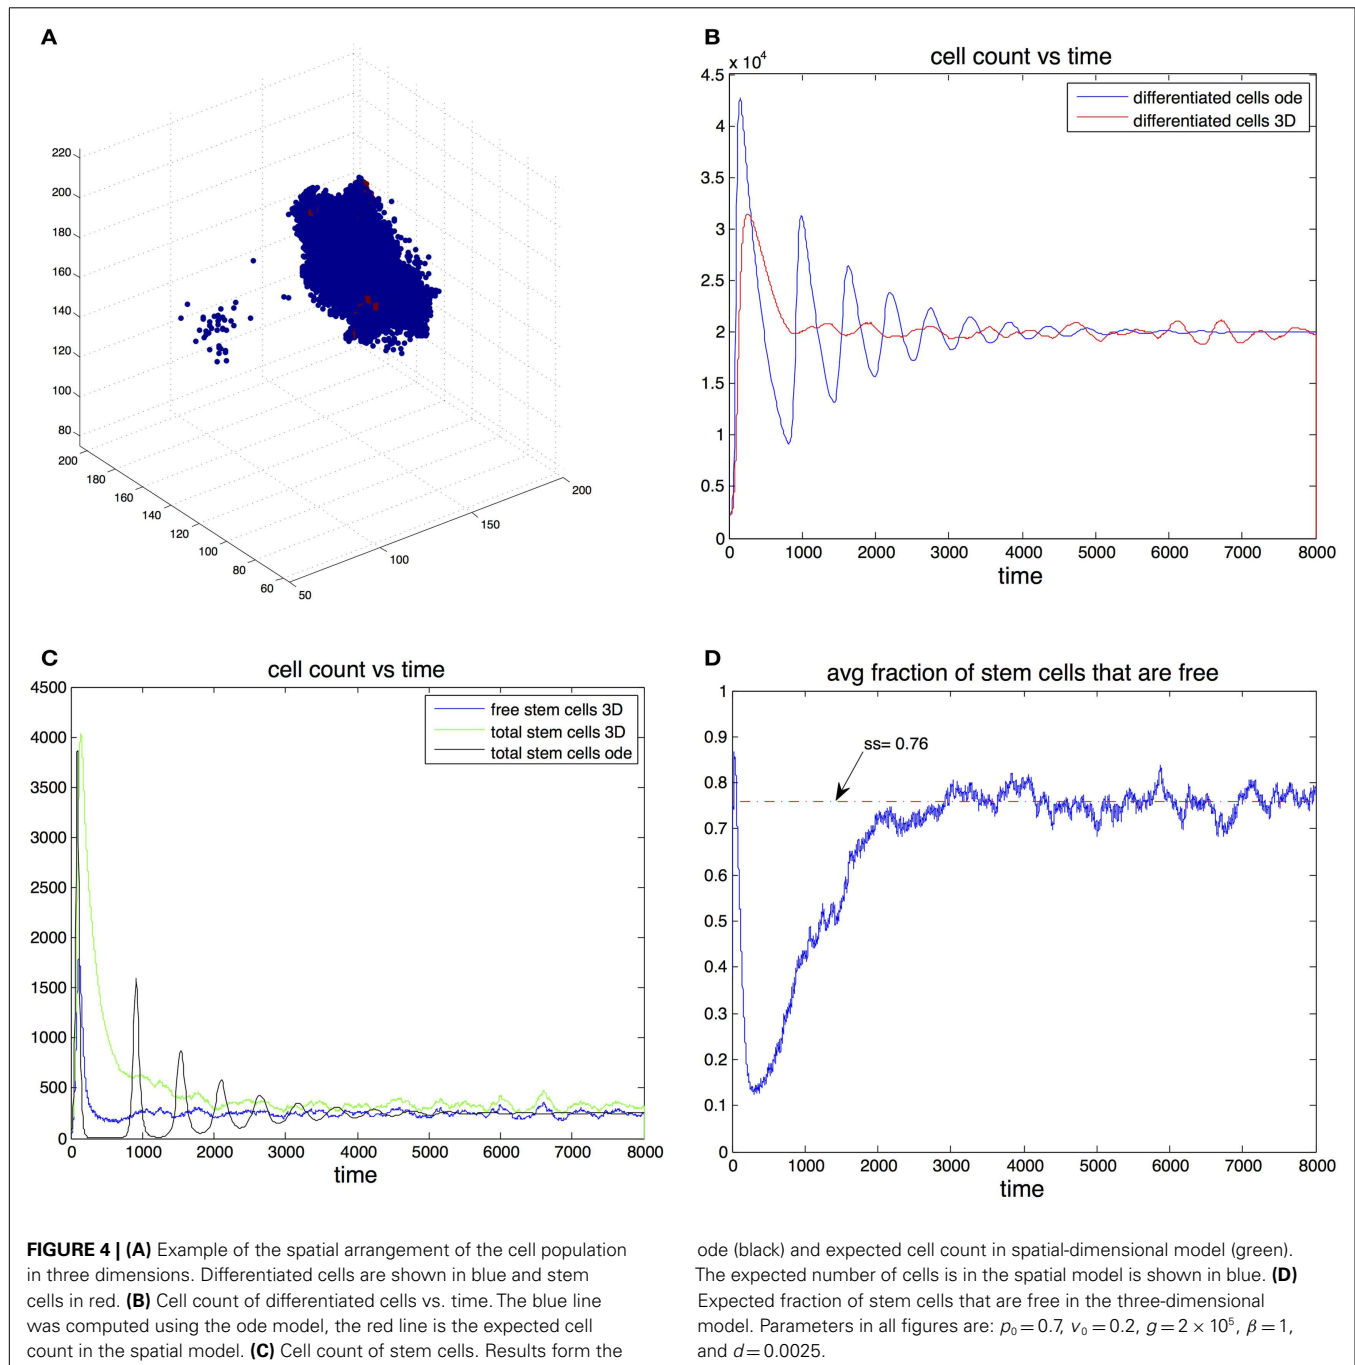 A
220
200
180
160
140
120
100
80
200
180
160
140
120
100
80
60
50
100
150
200
B
cell count vs time
x 10⁴
4.5
4
3.5
3
2.5
2
1.5
1
0.5
0
0 1000 2000 3000 4000 5000 6000 7000 8000
time
differentiated cells ode
differentiated cells 3D
C
cell count vs time
4500
4000
3500
3000
2500
2000
1500
1000
500
0
0 1000 2000 3000 4000 5000 6000 7000 8000
time
free stem cells 3D
total stem cells 3D
total stem cells ode
D
avg fraction of stem cells that are free
1
0.9
0.8
0.7
0.6
0.5
0.4
0.3
0.2
0.1
0
0 1000 2000 3000 4000 5000 6000 7000 8000
time
ss= 0.76
FIGURE 4 | (A) Example of the spatial arrangement of the cell population
in three dimensions. Differentiated cells are shown in blue and stem
cells in red. (B) Cell count of differentiated cells vs. time. The blue line
was computed using the ode model, the red line is the expected cell
count in the spatial model. (C) Cell count of stem cells. Results form the
ode (black) and expected cell count in spatial-dimensional model (green).
The expected number of cells is in the spatial model is shown in blue. (D)
Expected fraction of stem cells that are free in the three-dimensional
model. Parameters in all figures are: p₀ = 0.7, v₀ = 0.2, g = 2 × 10⁵, β = 1,
and d = 0.0025.